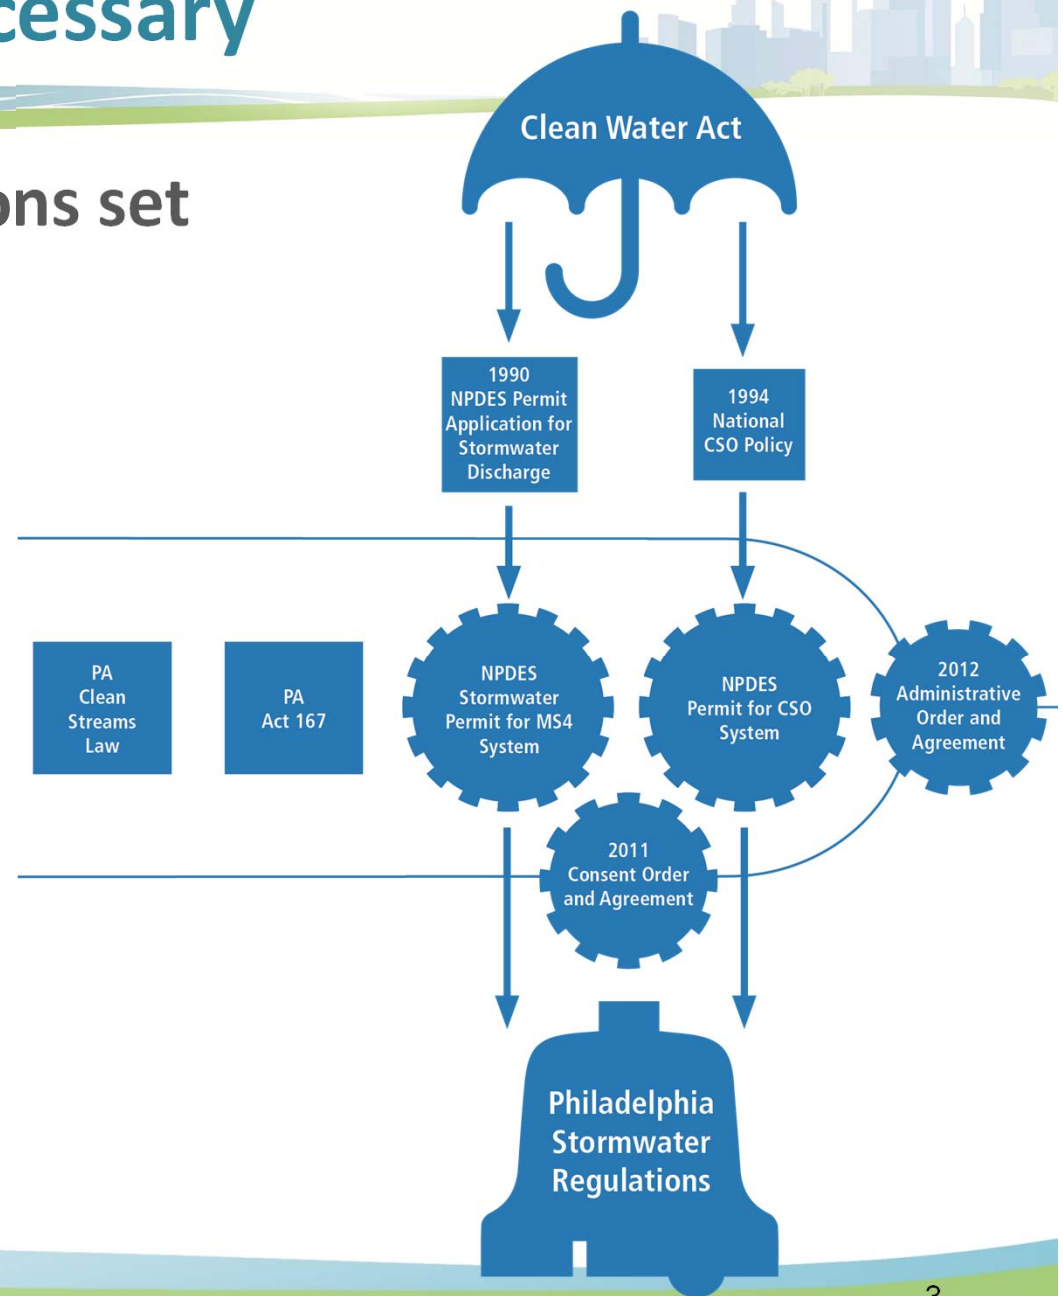 cessary
ons set
Clean Water Act
1990
NPDES Permit
Application for
Stormwater
Discharge
1994
National
CSO Policy
PA
Clean
Streams
Law
PA
Act 167
NPDES
Stormwater
Permit for MS4
System
NPDES
Permit for CSO
System
2012
Administrative
Order and
Agreement
2011
Consent Order
and Agreement
Philadelphia
Stormwater
Regulations
3